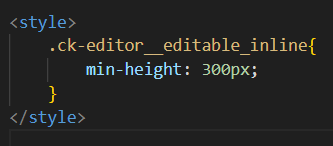 <style>
    .ck-editor__editable_inline{
        min-height: 300px;
    }
</style>